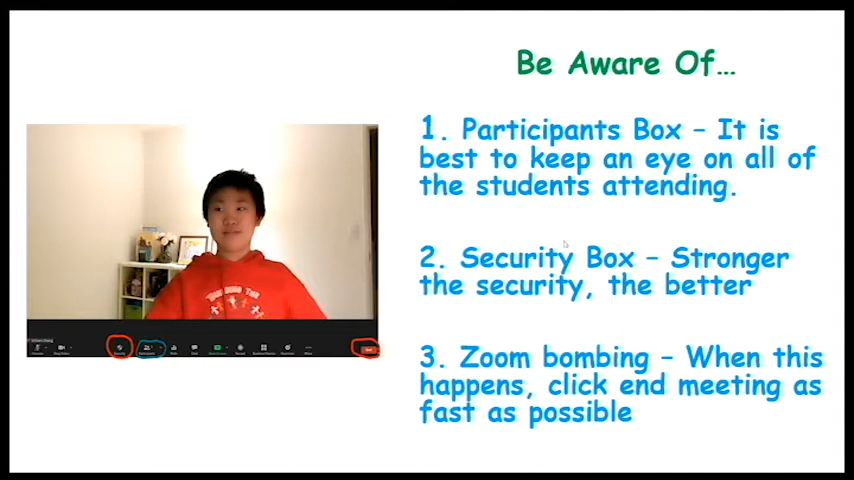 Be Aware Of...
1. Participants Box – It is
best to keep an eye on all of
the students attending.
2. Security Box – Stronger
the security, the better
3. Zoom bombing – When this
happens, click end meeting as
fast as possible